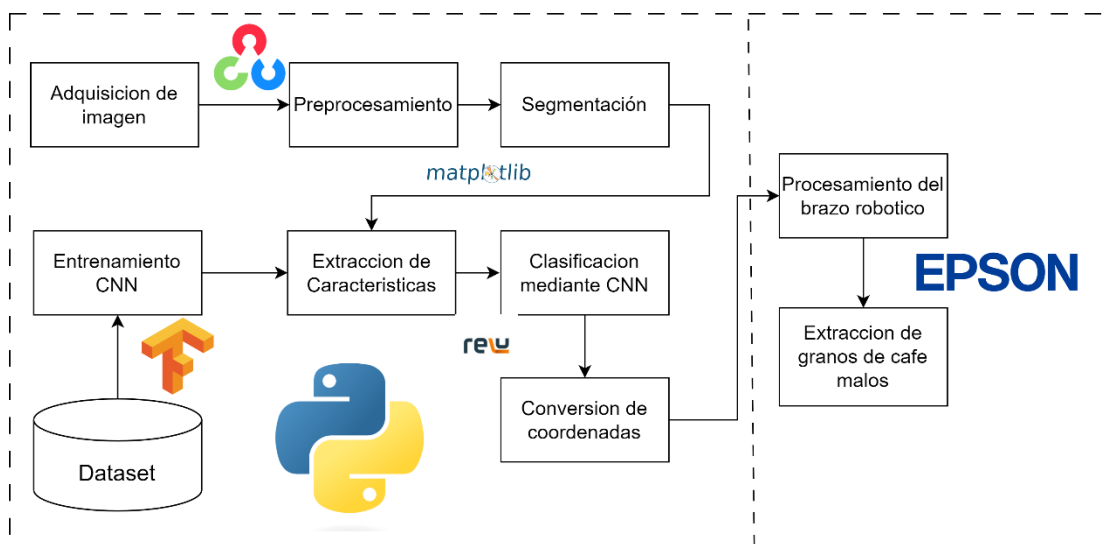 Adquisicion de
imagen
Preprocesamiento
Segmentación
matplotlib
Procesamiento del
brazo robotico
Entrenamiento
CNN
Extraccion de
Caracteristicas
Clasificacion
mediante CNN
EPSON
Extraccion de
granos de cafe
malos
relu
Conversion de
coordenadas
Dataset